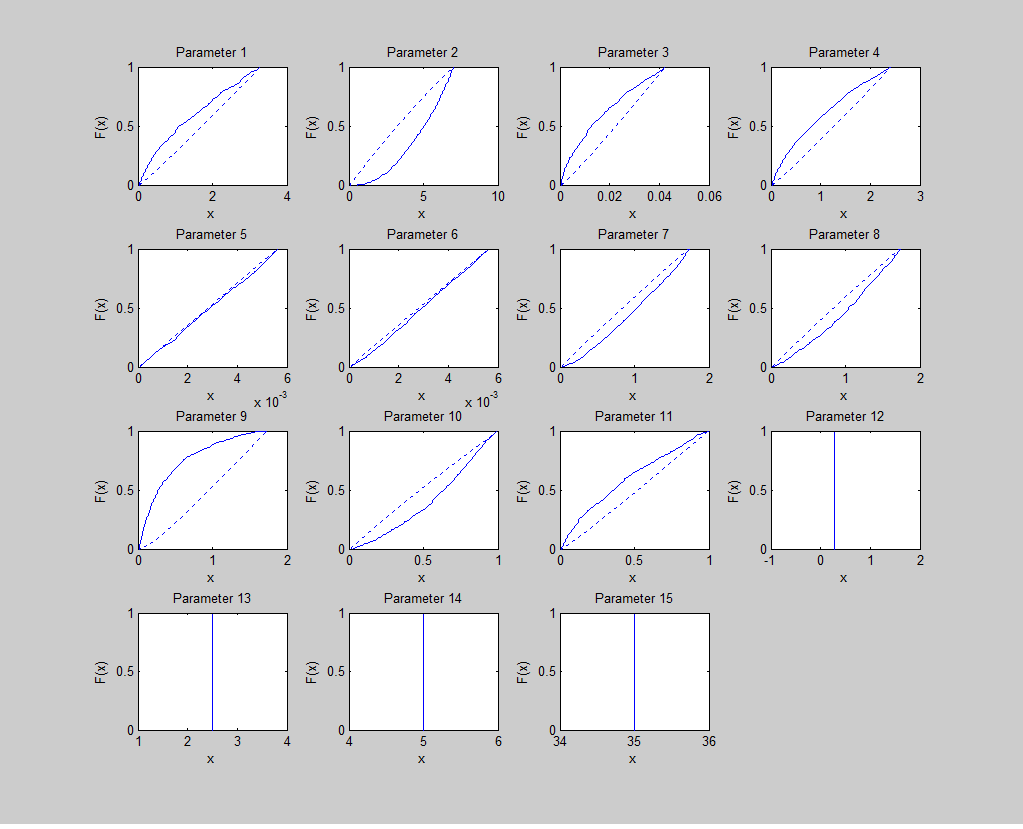 Parameter 1
1
0.5
0
F(x)
0 2 4
x
Parameter 2
1
0.5
0
F(x)
0 5 10
x
Parameter 3
1
0.5
0
F(x)
0 0.02 0.04 0.06
x
Parameter 4
1
0.5
0
F(x)
0 1 2 3
x
Parameter 5
1
0.5
0
F(x)
0 2 4 6
x
x 10-3
Parameter 6
1
0.5
0
F(x)
0 2 4 6
x
x 10-3
Parameter 7
1
0.5
0
F(x)
0 1 2
x
Parameter 8
1
0.5
0
F(x)
0 1 2
x
Parameter 9
1
0.5
0
F(x)
0 1 2
x
Parameter 10
1
0.5
0
F(x)
0 0.5 1
x
Parameter 11
1
0.5
0
F(x)
0 0.5 1
x
Parameter 12
1
0.5
0
F(x)
-1 0 1 2
x
Parameter 13
1
0.5
0
F(x)
1 2 3 4
x
Parameter 14
1
0.5
0
F(x)
4 5 6
x
Parameter 15
1
0.5
0
F(x)
34 35 36
x